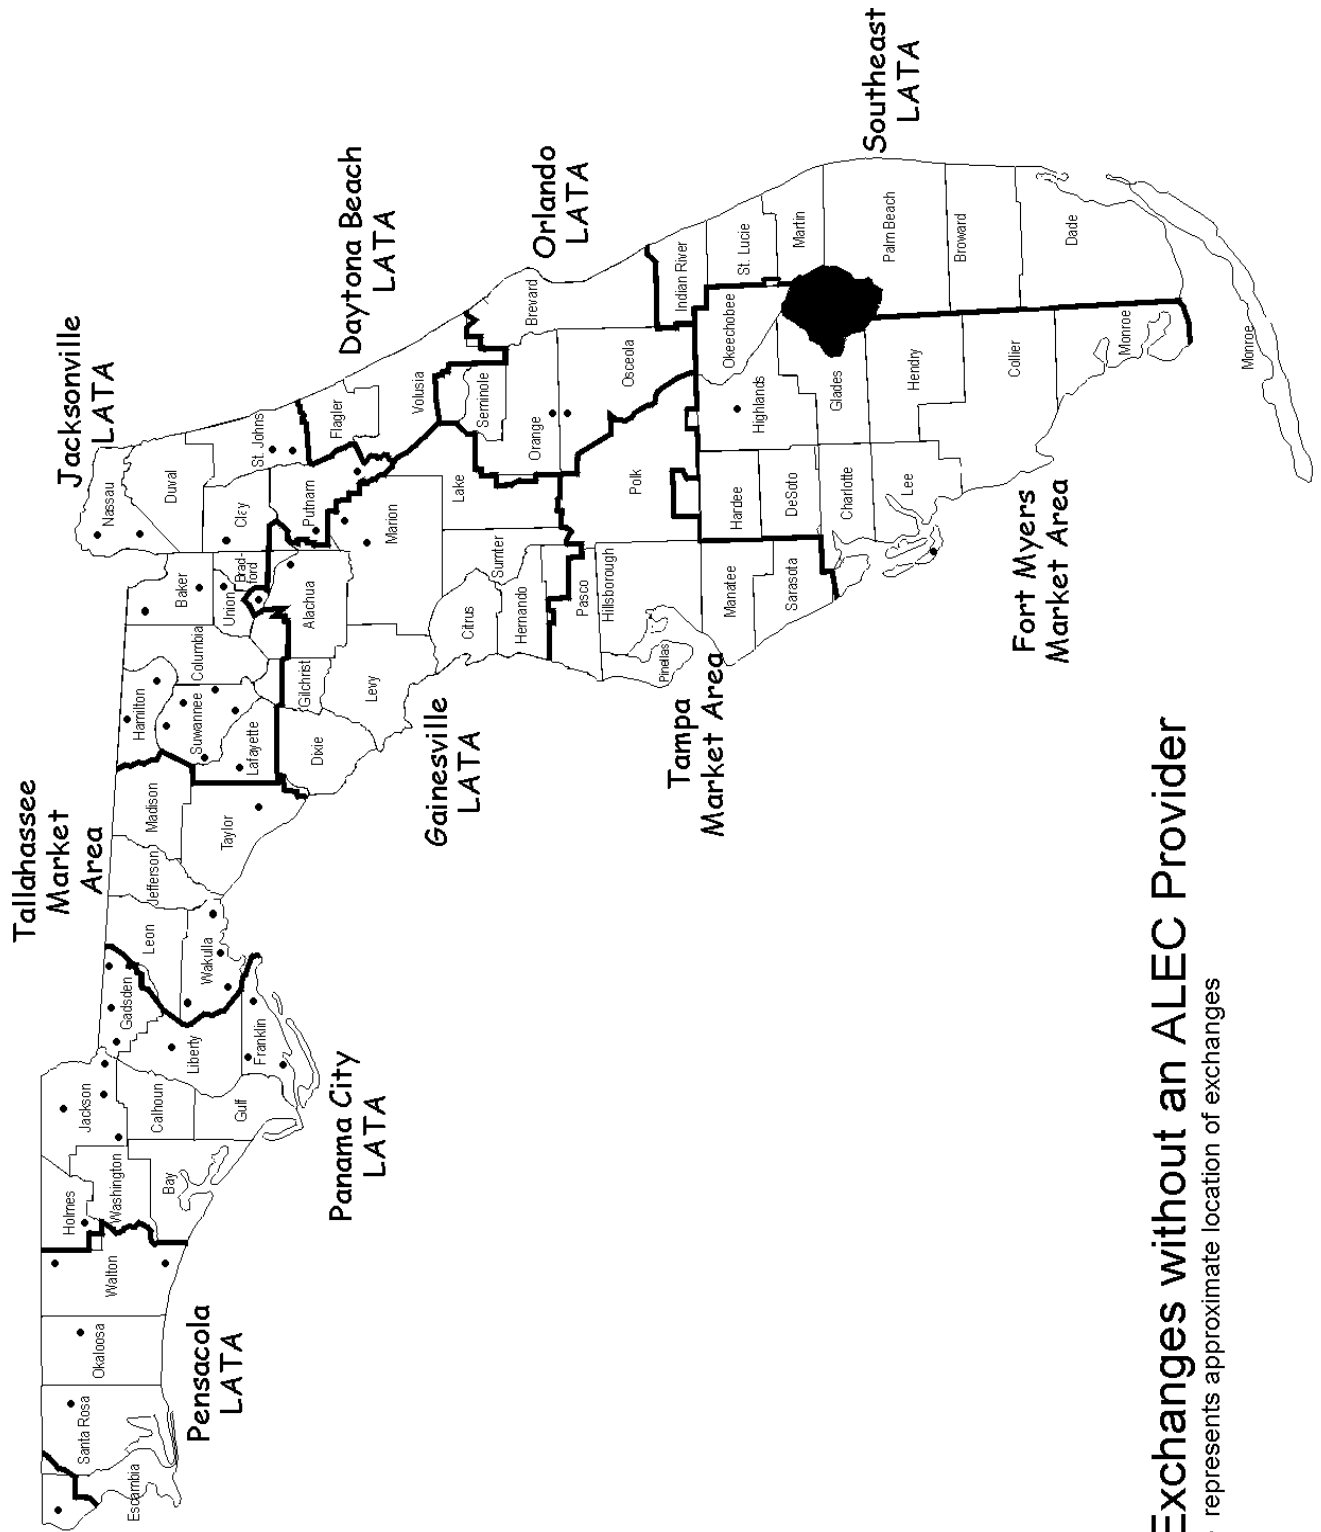 Tallahassee
Market
Area
Jacksonville
LATA
Daytona Beach
LATA
Orlando
LATA
Southeast
LATA
Pensacola
LATA
Panama City
LATA
Gainesville
LATA
Tampa
Market Area
Fort Myers
Market Area
Escambia
Santa Rosa
Okaloosa
Walton
Holmes
Washington
Bay
Jackson
Calhoun
Gulf
Gadsden
Liberty
Franklin
Leon
Wakulla
Jefferson
Madison
Taylor
Hamilton
Suwannee
Lafayette
Dixie
Columbia
Gilchrist
Levy
Baker
Union
Brad-
ford
Alachua
Nassau
Duval
Clay
St. Johns
Putnam
Flagler
Marion
Volusia
Lake
Seminole
Orange
Brevard
Osceola
Citrus
Sumter
Hernando
Pasco
Hillsborough
Pinellas
Polk
Manatee
Sarasota
Hardee
DeSoto
Highlands
Okeechobee
Indian River
St. Lucie
Martin
Charlotte
Glades
Lee
Hendry
Palm Beach
Broward
Collier
Dade
Monroe
Monroe
Exchanges without an ALEC Provider
represents approximate location of exchanges